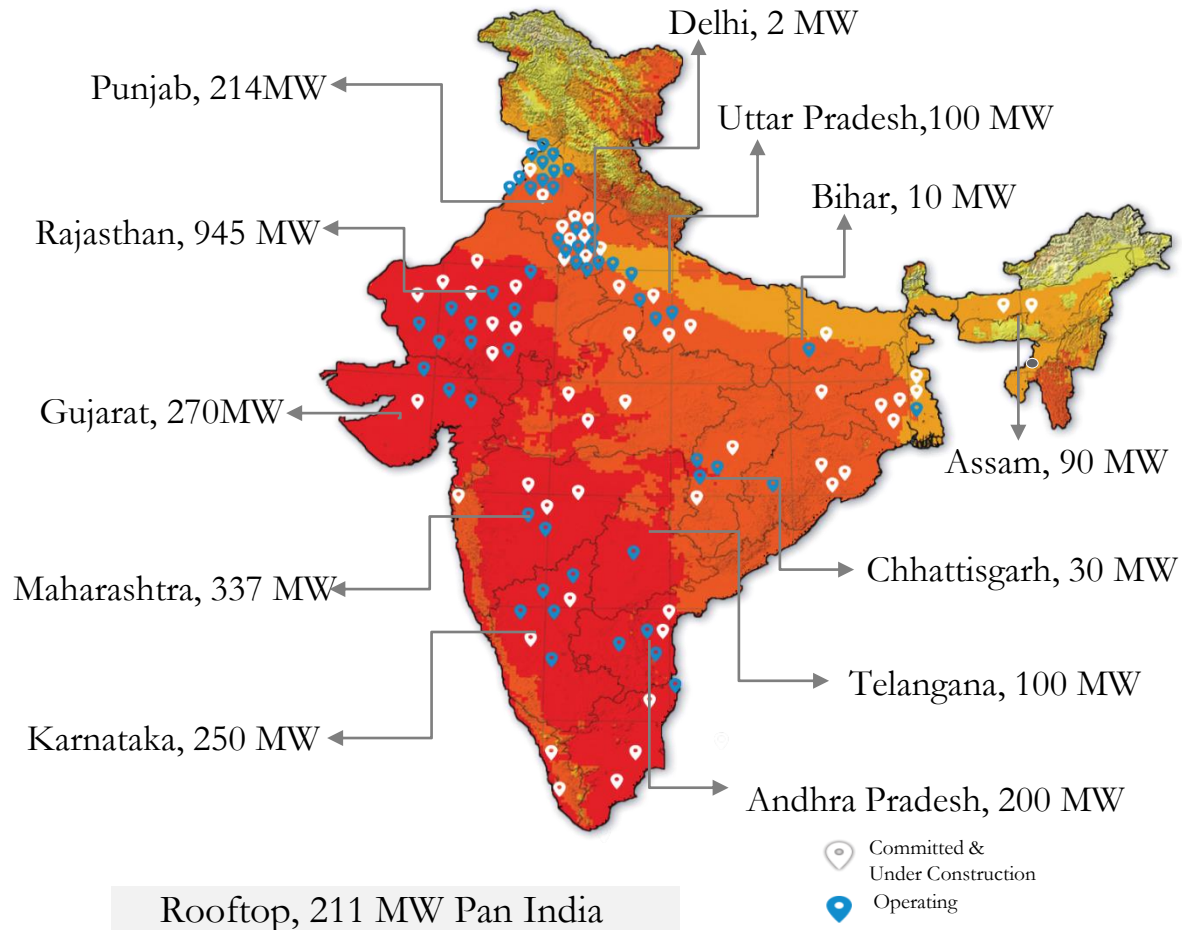 Delhi, 2 MW
Punjab, 214MW
Uttar Pradesh,100 MW
Bihar, 10 MW
Rajasthan, 945 MW
Gujarat, 270MW
Assam, 90 MW
Chhattisgarh, 30 MW
Maharashtra, 337 MW
Telangana, 100 MW
Karnataka, 250 MW
Andhra Pradesh, 200 MW
Committed &
Under Construction
Operating
Rooftop, 211 MW Pan India